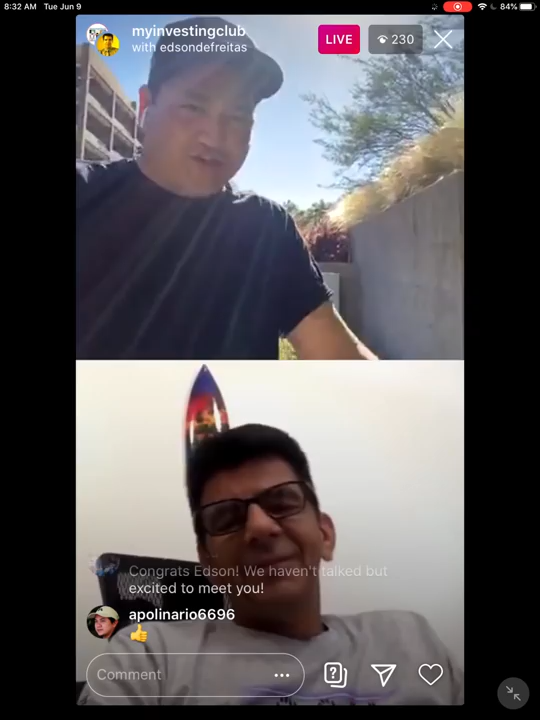 8:32 AM Tue Jun 9
84%
myinvestingclub
with edsondefreitas
LIVE
230
Congrats Edson! We haven't talked but
excited to meet you!
apolinario6696
👍
Comment